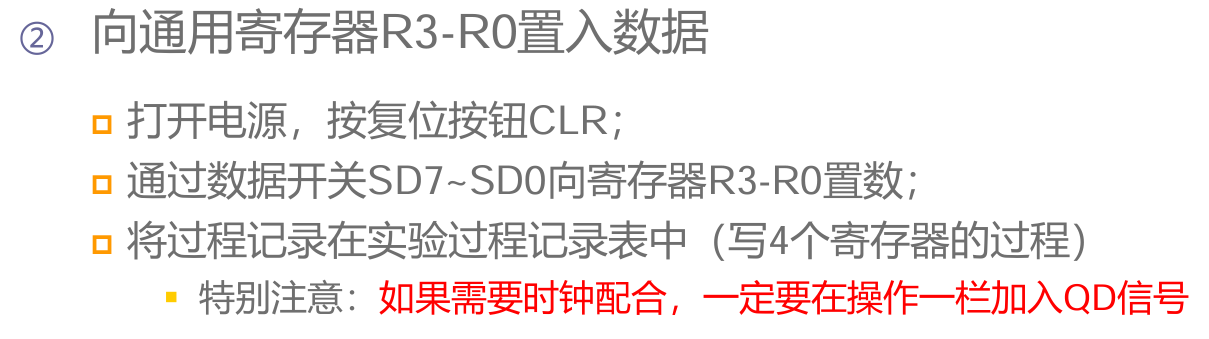 ② 向通用寄存器R3-R0置入数据
打开电源，按复位按钮CLR；
通过数据开关SD7~SD0向寄存器R3-R0置数；
将过程记录在实验过程记录表中（写4个寄存器的过程）
特别注意：如果需要时钟配合，一定要在操作一栏加入QD信号